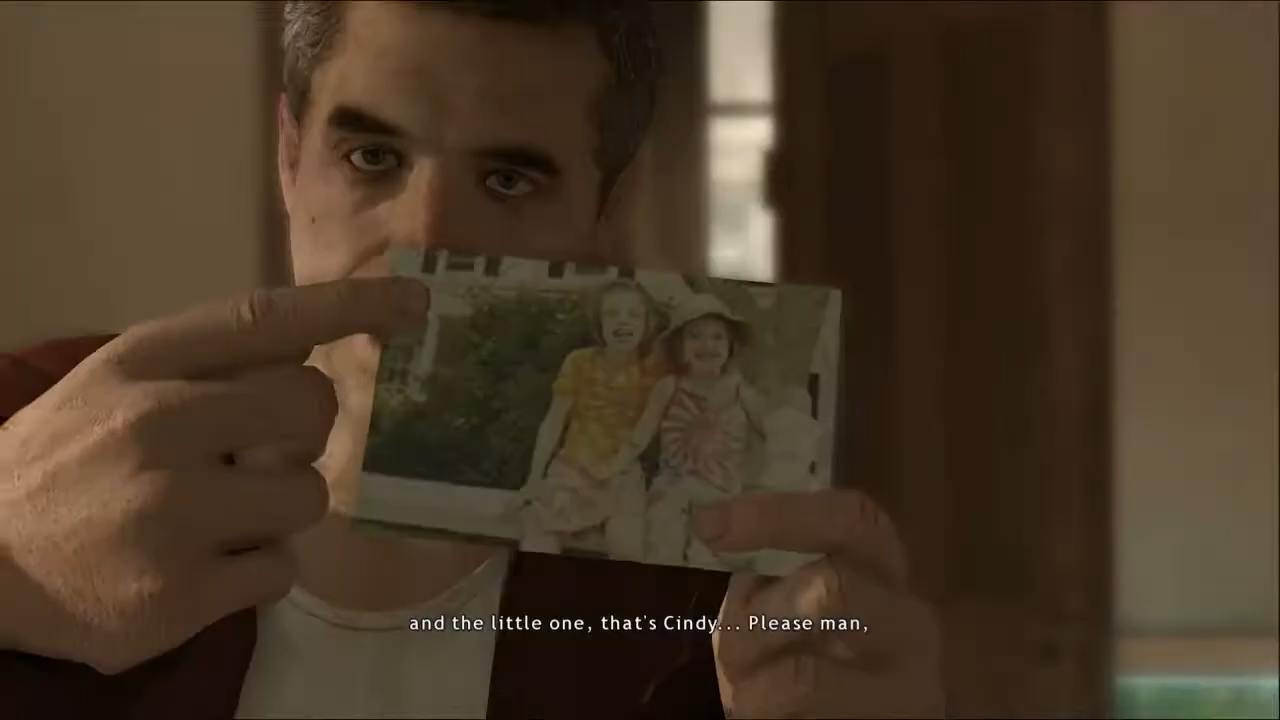 and the little one, that's Cindy... Please man,